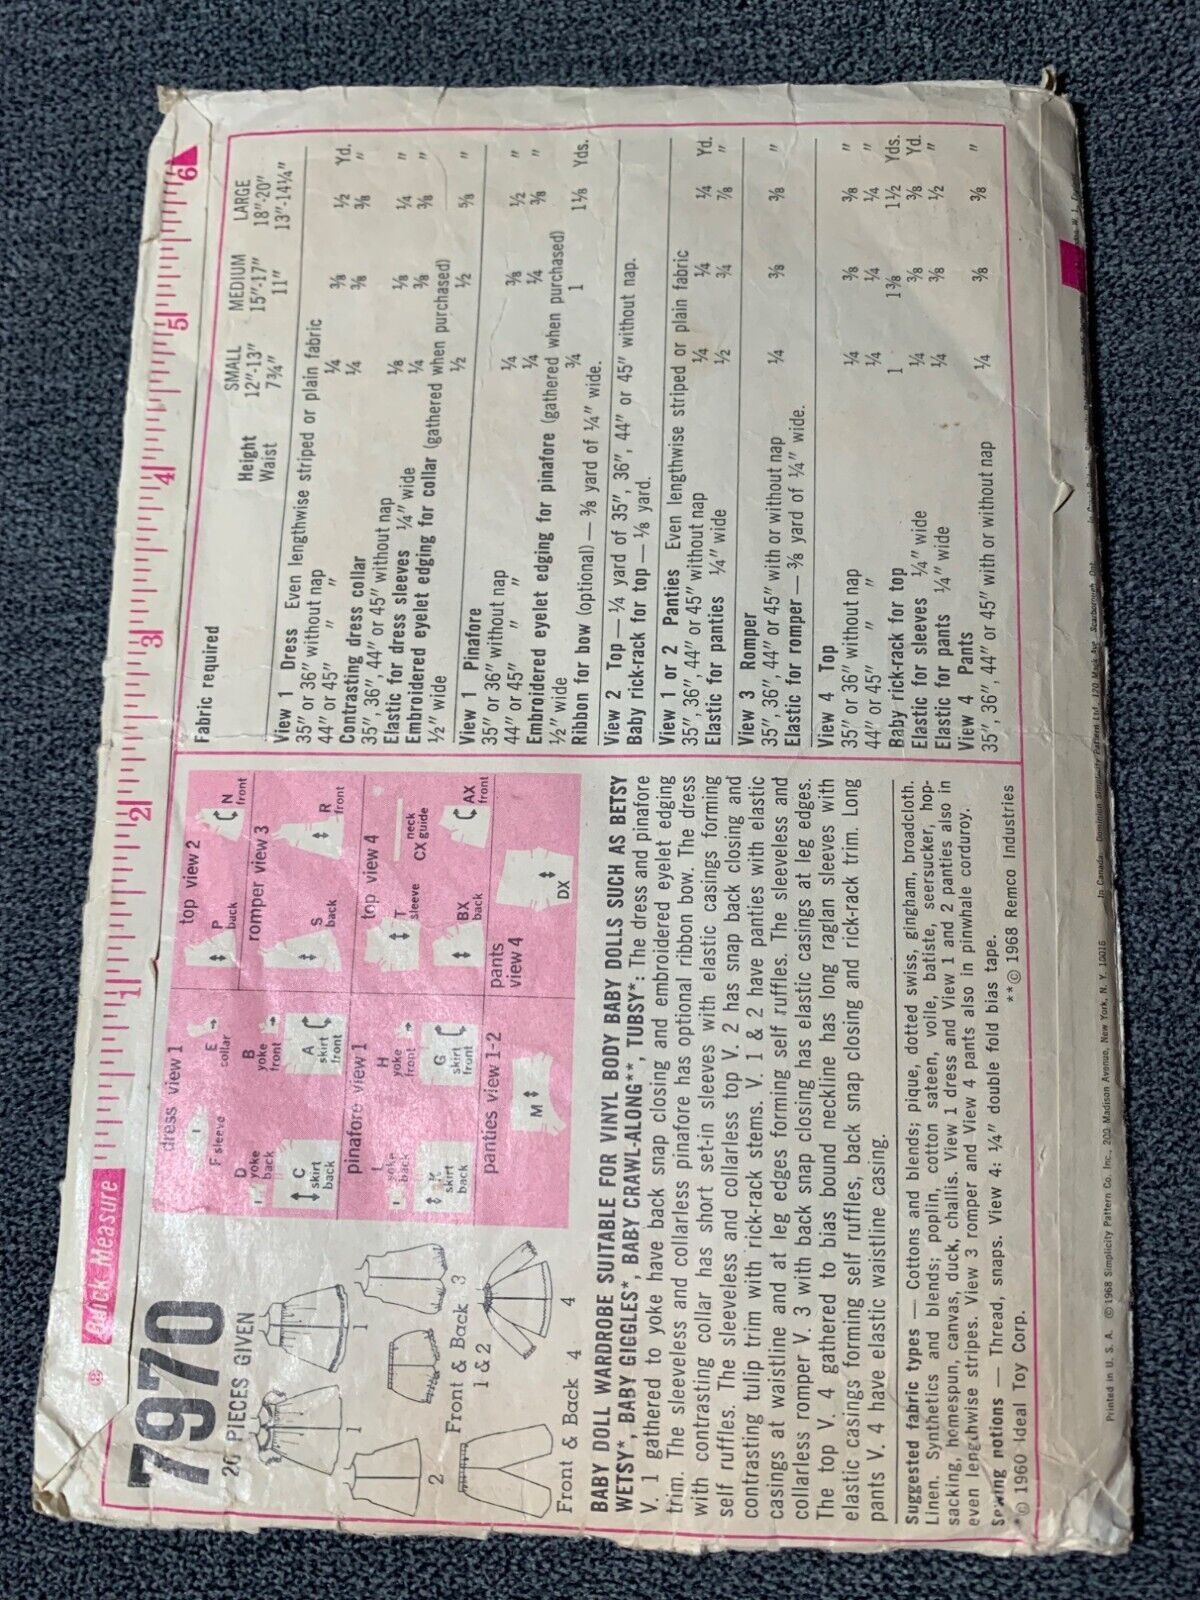 7970
26 PIECES GIVEN
® Quick Measure
1 2 3 4 5 6
1
1
2
Front & Back 3
1 & 2
Front & Back 4
4
dress view 1
F sleeve
E collar
D yoke back
B yoke front
C skirt back
A skirt front
pinafore view 1
L yoke back
H yoke front
K skirt back
G skirt front
panties view 1-2
M
top view 2
P back
N front
romper view 3
S back
R front
top view 4
T sleeve
neck CX guide
BX back
AX front
pants view 4
DX
BABY DOLL WARDROBE SUITABLE FOR VINYL BODY BABY DOLLS SUCH AS BETSY
WETSY*, BABY GIGGLES*, BABY CRAWL-ALONG**, TUBSY*: The dress and pinafore
V. 1 gathered to yoke have back snap closing and embroidered eyelet edging
trim. The sleeveless and collarless pinafore has optional ribbon bow. The dress
with contrasting collar has short set-in sleeves with elastic casings forming
self ruffles. The sleeveless and collarless top V. 2 has snap back closing and
contrasting tulip trim with rick-rack stems. V. 1 & 2 have panties with elastic
casings at waistline and at leg edges forming self ruffles. The sleeveless and
collarless romper V. 3 with back snap closing has elastic casings at leg edges.
The top V. 4 gathered to bias bound neckline has long raglan sleeves with
elastic casings forming self ruffles, back snap closing and rick-rack trim. Long
pants V. 4 have elastic waistline casing.
Suggested fabric types — Cottons and blends; pique, dotted swiss, gingham, broadcloth.
Linen. Synthetics and blends; poplin, cotton sateen, voile, batiste, seersucker, hop-
sacking, homespun, canvas, duck, challis. View 1 dress and View 1 and 2 panties also in
even lengthwise stripes. View 3 romper and View 4 pants also in pinwhale corduroy.
Sewing notions — Thread, snaps. View 4: ¼" double fold bias tape.
*© 1960 Ideal Toy Corp. **© 1968 Remco Industries
Fabric required
SMALL MEDIUM LARGE
Height 12"-13" 15"-17" 18"-20"
Waist 7¾" 11" 13"-14¼"
View 1 Dress Even lengthwise striped or plain fabric
35" or 36" without nap ¼ ⅜ ½ Yd.
44" or 45" " " ¼ ⅜ ⅜ "
Contrasting dress collar
35", 36", 44" or 45" without nap ⅛ ⅛ ¼ "
Elastic for dress sleeves ¼" wide ¼ ⅜ ⅜ "
Embroidered eyelet edging for collar (gathered when purchased)
½" wide ½ ½ ⅝ "
View 1 Pinafore
35" or 36" without nap ¼ ⅜ ½ "
44" or 45" " " ¼ ¼ ⅜ "
Embroidered eyelet edging for pinafore (gathered when purchased)
½" wide ¾ 1 1⅛ Yds.
Ribbon for bow (optional) — ⅜ yard of ¼" wide.
View 2 Top — ¼ yard of 35", 36", 44" or 45" without nap.
Baby rick-rack for top — ⅛ yard.
View 1 or 2 Panties Even lengthwise striped or plain fabric
35", 36", 44" or 45" without nap ¼ ¼ ¼ Yd.
Elastic for panties ¼" wide ½ ¾ ⅞ "
View 3 Romper
35", 36", 44" or 45" with or without nap ¼ ⅜ ⅜ "
Elastic for romper — ⅜ yard of ¼" wide.
View 4 Top
35" or 36" without nap ¼ ⅜ ⅜ "
44" or 45" " " ¼ ¼ ¼ "
Baby rick-rack for top 1 1⅜ 1½ Yds.
Elastic for sleeves ¼" wide ¼ ⅜ ⅜ Yd.
Elastic for pants ¼" wide ¼ ⅜ ½ "
View 4 Pants
35", 36", 44" or 45" with or without nap ¼ ⅜ ⅜ "
Printed in U. S. A. © 1968 Simplicity Pattern Co. Inc., 200 Madison Avenue, New York, N. Y. 10016 In Canada: Dominion Simplicity Pattern Ltd.